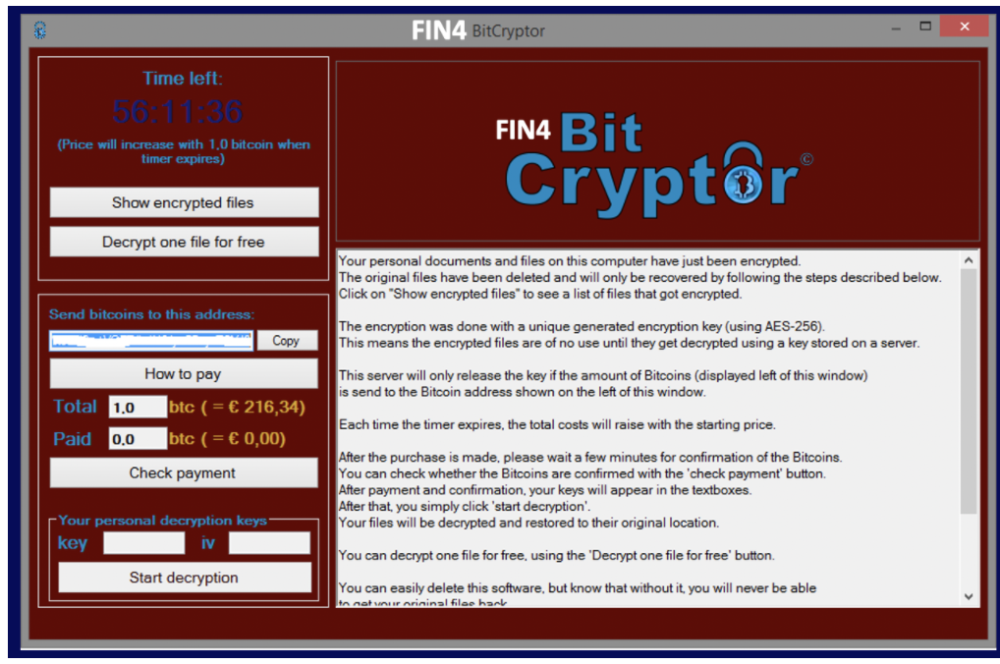 FIN4 BitCryptor
Time left:
56:11:36
(Price will increase with 1,0 bitcoin when
timer expires)
Show encrypted files
Decrypt one file for free
Send bitcoins to this address:
Copy
How to pay
Total 1,0 btc ( = € 216,34)
Paid 0,0 btc ( = € 0,00)
Check payment
Your personal decryption keys
key iv
Start decryption
FIN4 Bit
Cryptor©
Your personal documents and files on this computer have just been encrypted.
The original files have been deleted and will only be recovered by following the steps described below.
Click on "Show encrypted files" to see a list of files that got encrypted.
The encryption was done with a unique generated encryption key (using AES-256).
This means the encrypted files are of no use until they get decrypted using a key stored on a server.
This server will only release the key if the amount of Bitcoins (displayed left of this window)
is send to the Bitcoin address shown on the left of this window.
Each time the timer expires, the total costs will raise with the starting price.
After the purchase is made, please wait a few minutes for confirmation of the Bitcoins.
You can check whether the Bitcoins are confirmed with the 'check payment' button.
After payment and confirmation, your keys will appear in the textboxes.
After that, you simply click 'start decryption'.
Your files will be decrypted and restored to their original location.
You can decrypt one file for free, using the 'Decrypt one file for free' button.
You can easily delete this software, but know that without it, you will never be able
to get your original files back